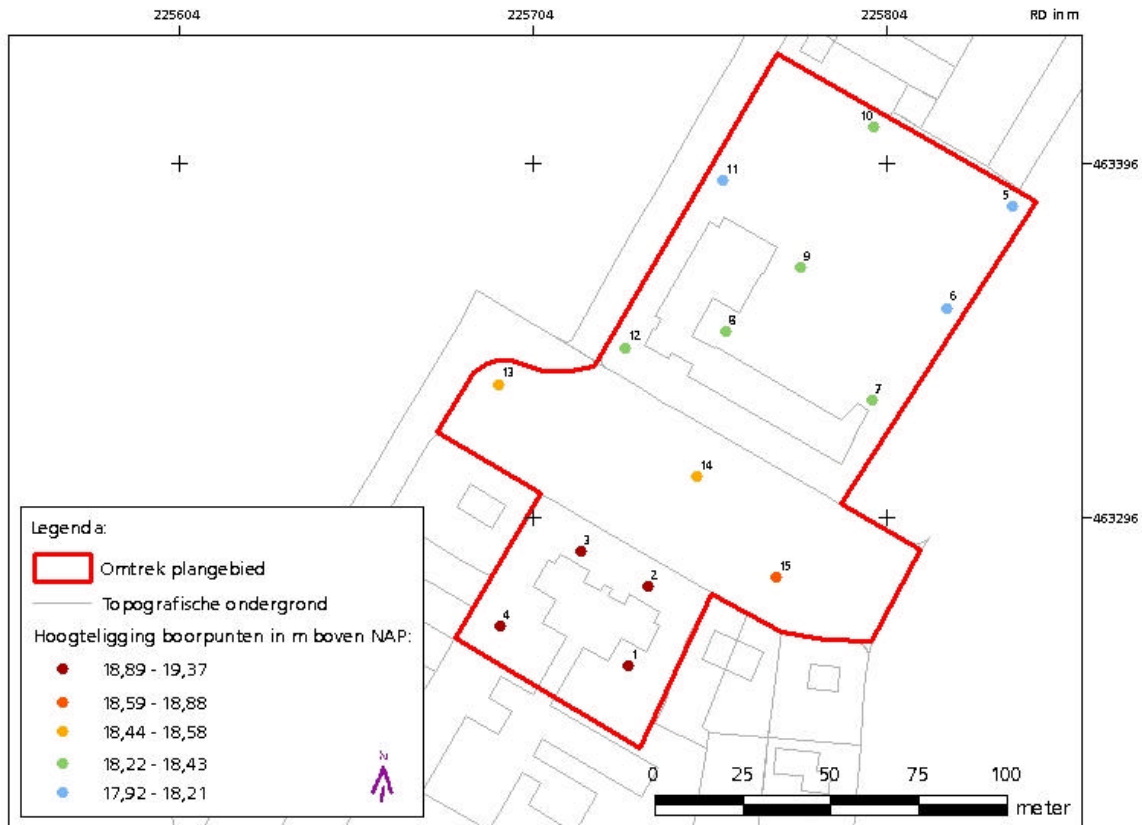 225604 225704 225804 RD in m
10
463396
11
5
9
6
8
12
13
7
14
463296
3
15
2
4
1
Legenda:
Omtrek plangebied
Topografische ondergrond
Hoogteligging boorpunten in m boven NAP:
18,89 - 19,37
18,59 - 18,88
18,44 - 18,58
18,22 - 18,43
17,92 - 18,21
N
0 25 50 75 100
meter